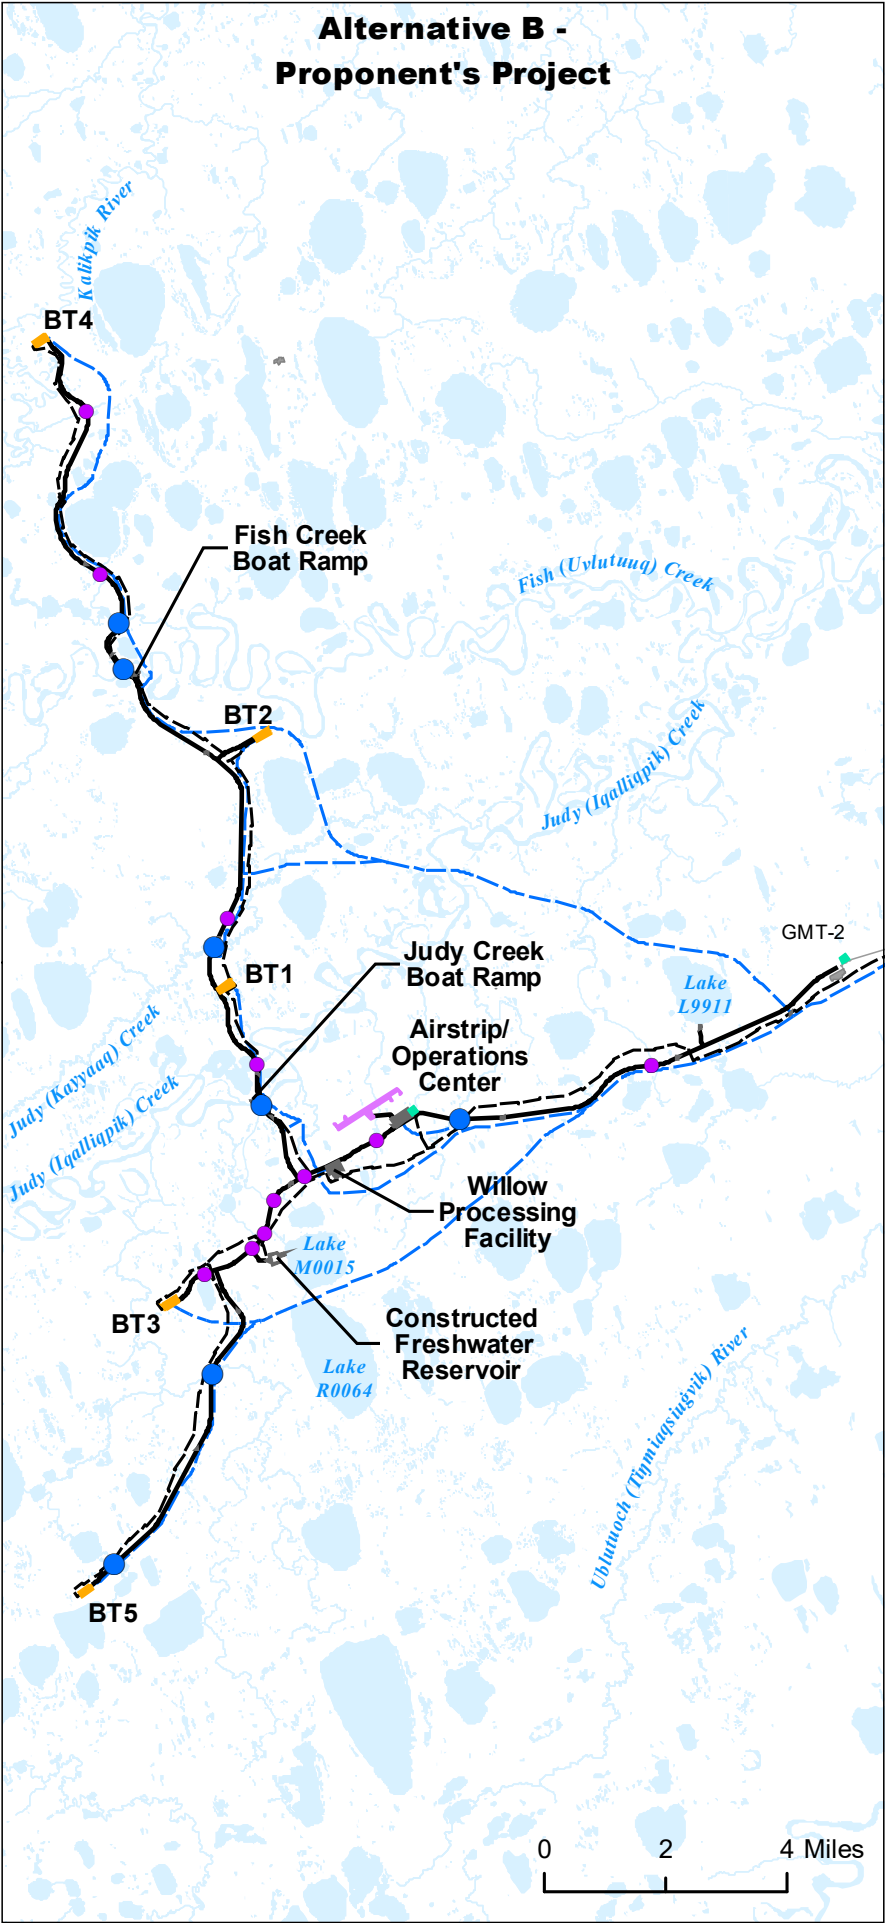 Alternative B -
Proponent's Project
Kalikpik River
BT4
Fish Creek
Boat Ramp
Fish (Uvlutuuq) Creek
BT2
Judy (Iqalliqpik) Creek
GMT-2
Judy Creek
Boat Ramp
BT1
Lake
L9911
Airstrip/
Operations
Center
Judy (Kayyaaq) Creek
Judy (Iqalliqpik) Creek
Willow
Processing
Facility
Lake
M0015
BT3
Constructed
Freshwater
Reservoir
Lake
R0064
Ublutuoch (Tiŋmiaqsiuġvik) River
BT5
0 2 4 Miles